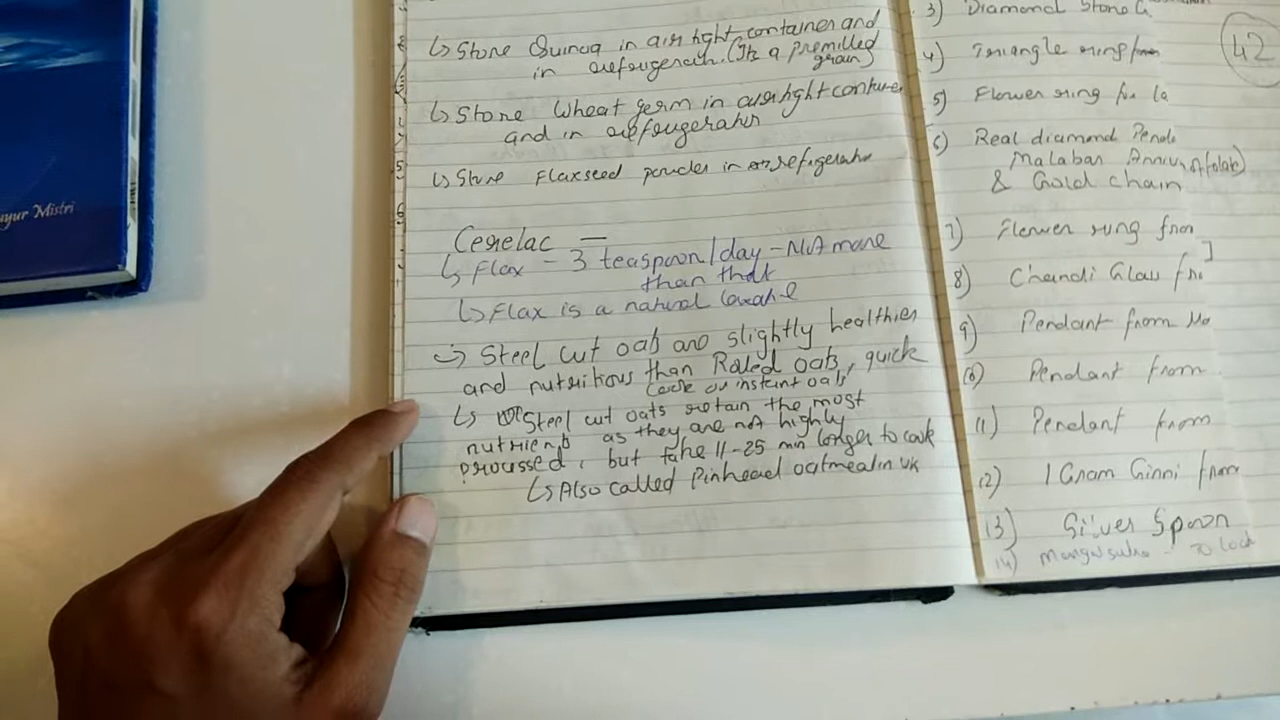 yur Mistri
↳ Store Quinoa in air tight container and
in refrigerator. (Its a premilled
grain)
↳ Store Wheat germ in air tight container
and in refrigerator
↳ Store Flaxseed powder in refrigerator
Cerelac —
↳ Flax - 3 teaspoon/day - Not more
than that
↳ Flax is a natural laxative
↳ Steel cut oats are slightly healthier
and nutritious than Rolled oats, quick
cook or instant oats
↳ Steel cut oats retain the most
nutrients as they are not highly
processed, but take 11-25 min longer to cook
↳ Also called Pinhead oatmeal in UK
42
3) Diamond Stone
4) Triangle ring from
5) Flower ring for
6) Real diamond
Malabar
& Gold chain
7) Flower ring from
8) Chandi Glass
9) Pendant from
10) Pendant from
11) Pendant from
12) 1 Gram Ginni from
13) Silver Spoon
14) To lock